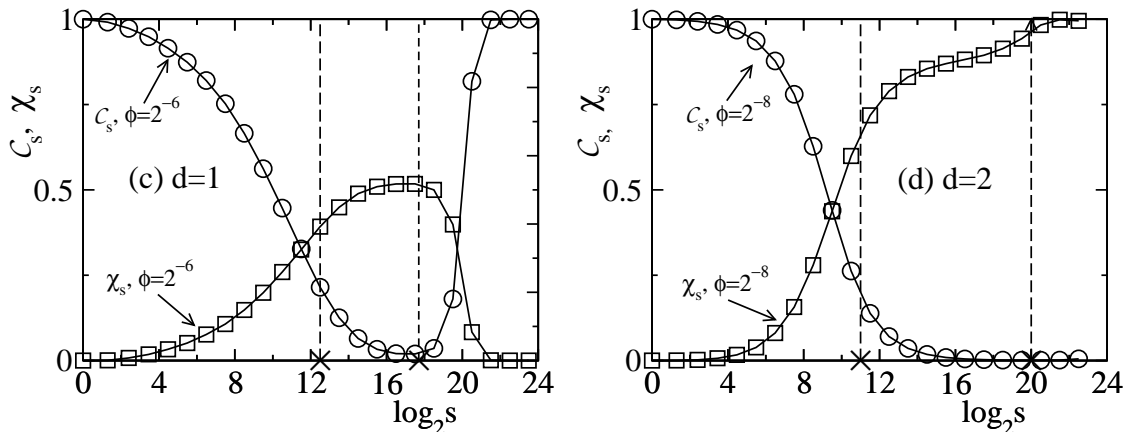 1
0.5
0
C_s, χ_s
C_s, ϕ=2^{-6}
(c) d=1
χ_s, ϕ=2^{-6}
0 4 8 12 16 20 24
log_2s
1
0.5
0
C_s, χ_s
C_s, ϕ=2^{-8}
(d) d=2
χ_s, ϕ=2^{-8}
0 4 8 12 16 20 24
log_2s